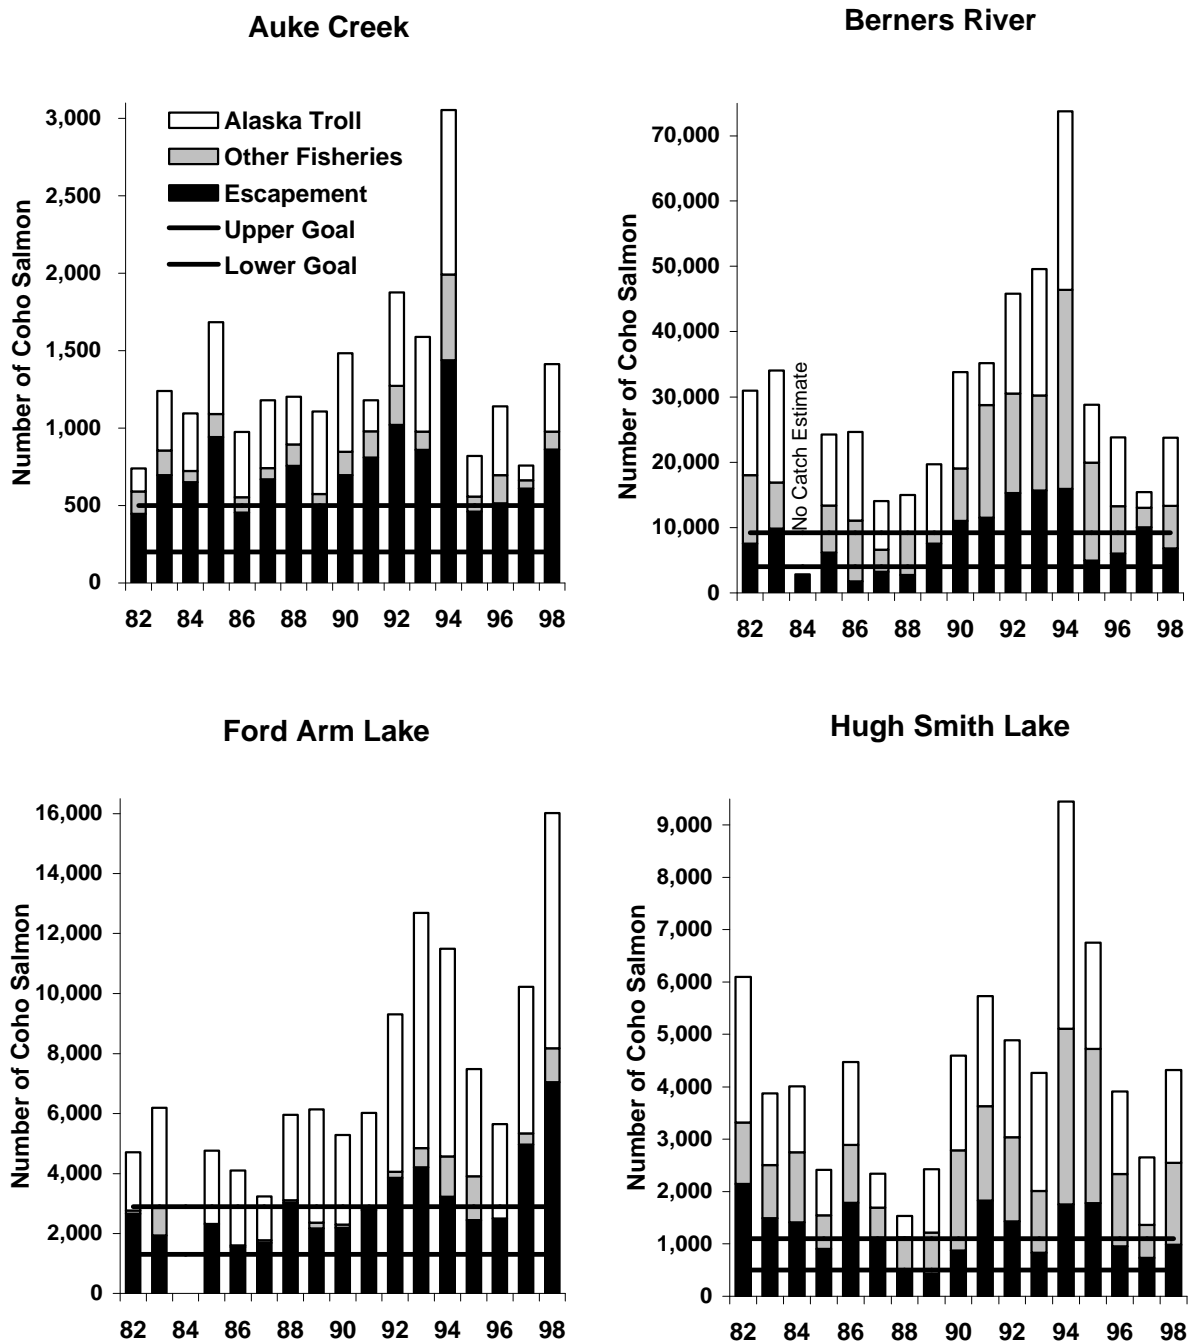 Auke Creek
Number of Coho Salmon
3,000
2,500
2,000
1,500
1,000
500
0
Alaska Troll
Other Fisheries
Escapement
Upper Goal
Lower Goal
82 84 86 88 90 92 94 96 98
Berners River
Number of Coho Salmon
70,000
60,000
50,000
40,000
30,000
20,000
10,000
0
No Catch Estimate
82 84 86 88 90 92 94 96 98
Ford Arm Lake
Number of Coho Salmon
16,000
14,000
12,000
10,000
8,000
6,000
4,000
2,000
0
82 84 86 88 90 92 94 96 98
Hugh Smith Lake
Number of Coho Salmon
9,000
8,000
7,000
6,000
5,000
4,000
3,000
2,000
1,000
0
82 84 86 88 90 92 94 96 98